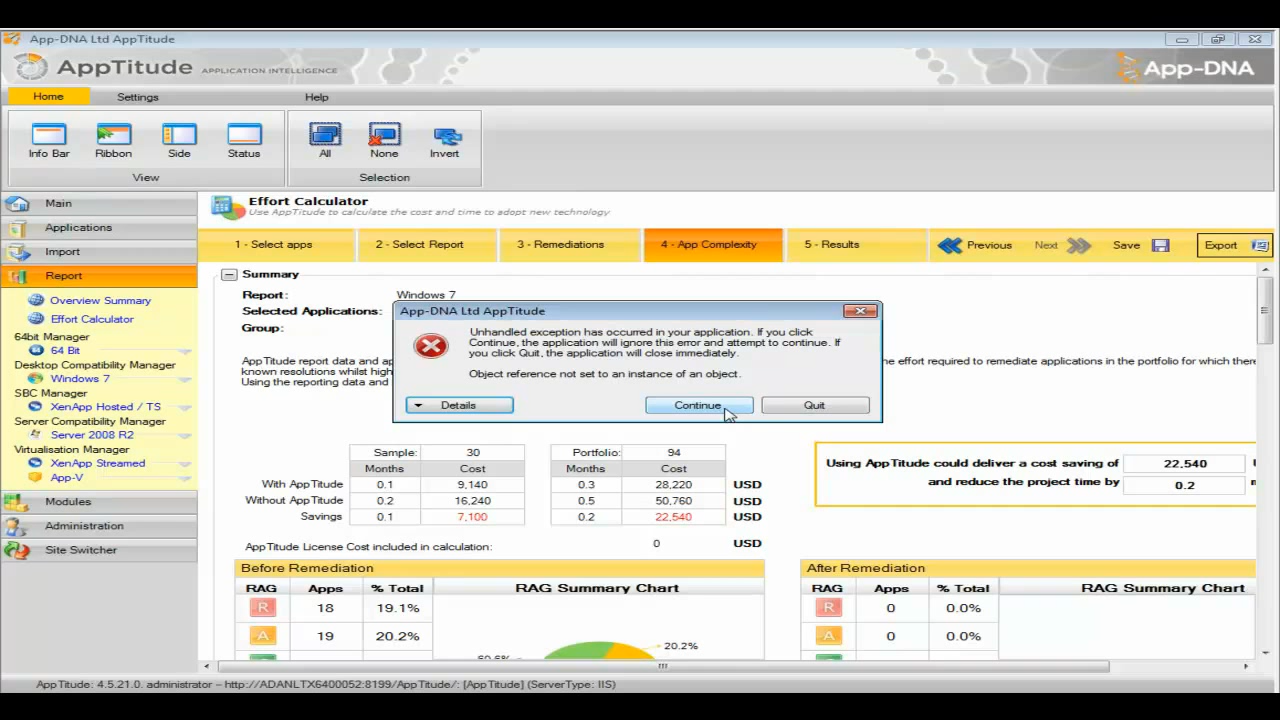 App-DNA Ltd AppTitude
AppTitude APPLICATION INTELLIGENCE
App-DNA
Home Settings Help
Info Bar Ribbon Side Status All None Invert
View Selection
Main
Applications
Import
Report
Overview Summary
Effort Calculator
64bit Manager
64 Bit
Desktop Compatibility Manager
Windows 7
SBC Manager
XenApp Hosted / TS
Server Compatibility Manager
Server 2008 R2
Virtualisation Manager
XenApp Streamed
App-V
Modules
Administration
Site Switcher
Effort Calculator
Use AppTitude to calculate the cost and time to adopt new technology
1 - Select apps 2 - Select Report 3 - Remediations 4 - App Complexity 5 - Results Previous Next Save Export
Summary
Report: Windows 7
Selected Applications:
Group:
AppTitude report data and
the effort required to remediate applications in the portfolio for which
known resolutions whilst
Using the reporting data and
App-DNA Ltd AppTitude
Unhandled exception has occurred in your application. If you click
Continue, the application will ignore this error and attempt to continue. If
you click Quit, the application will close immediately.
Object reference not set to an instance of an object.
Details Continue Quit
Sample: 30 Portfolio: 94
Months Cost Months Cost
With AppTitude 0.1 9,140 0.3 28,220 USD
Without AppTitude 0.2 16,240 0.5 50,760 USD
Savings 0.1 7,100 0.2 22,540 USD
Using AppTitude could deliver a cost saving of 22.540
and reduce the project time by 0.2
AppTitude License Cost included in calculation: 0 USD
Before Remediation
RAG Apps % Total RAG Summary Chart
R 18 19.1%
A 19 20.2%
20.2%
After Remediation
RAG Apps % Total RAG Summary Chart
R 0 0.0%
A 0 0.0%
AppTitude: 4.5.21.0. administrator – http://ADANLTX6400052:8199/AppTitude/: [AppTitude] (ServerType: IIS)